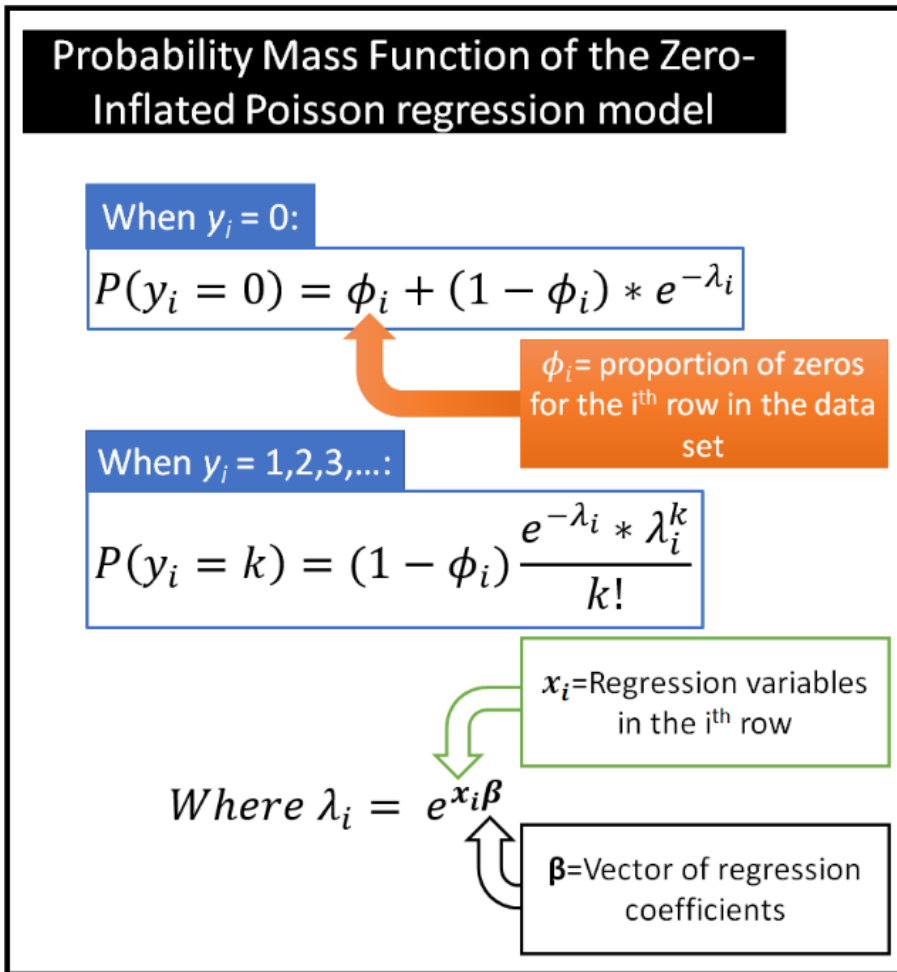 Probability Mass Function of the Zero-
Inflated Poisson regression model
When yᵢ = 0:
P(yᵢ = 0) = ϕᵢ + (1 − ϕᵢ) * e^{−λᵢ}
ϕᵢ= proportion of zeros
for the iᵗʰ row in the data
set
When yᵢ = 1,2,3,...:
P(yᵢ = k) = (1 − ϕᵢ) \frac{e^{−λᵢ} * λᵢ^k}{k!}
xᵢ=Regression variables
in the iᵗʰ row
Where λᵢ = e^{xᵢβ}
β=Vector of regression
coefficients